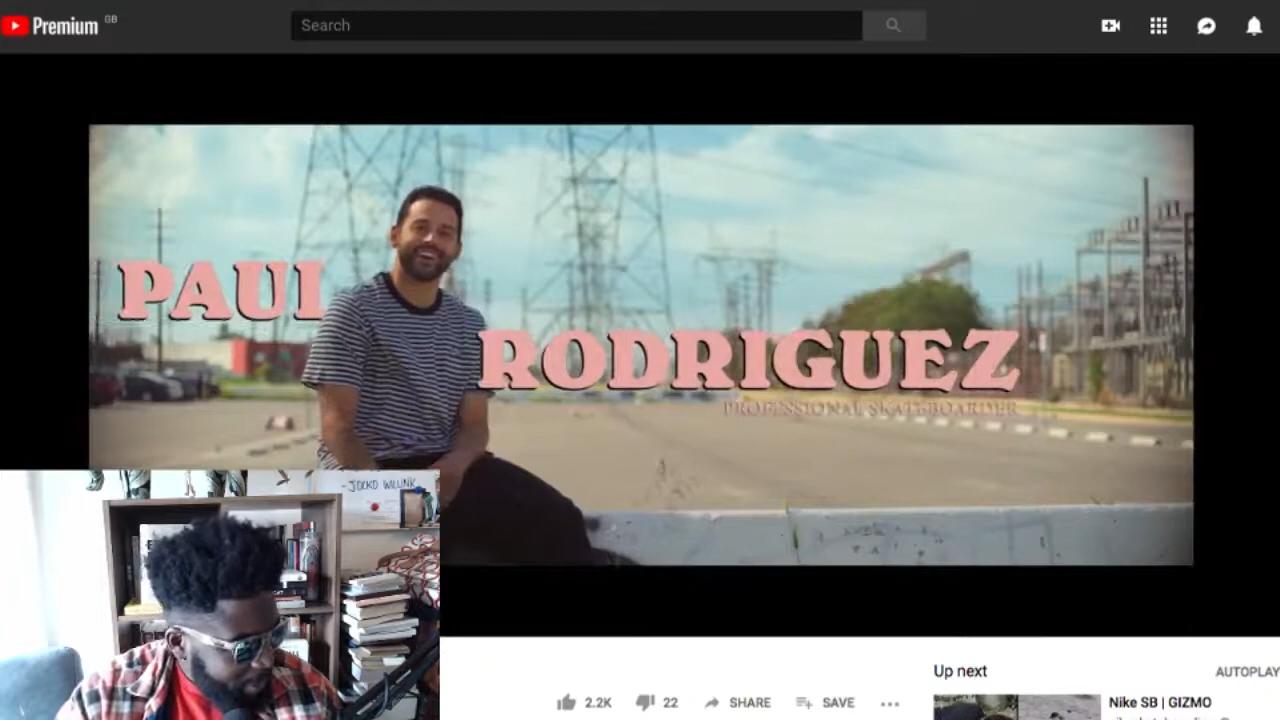 Premium GB
Search
PAUL
RODRIGUEZ
PROFESSIONAL SKATEBOARDER
-JOCKO WILLINK
2.2K
22
SHARE
SAVE
Up next
AUTOPLAY
Nike SB | GIZMO